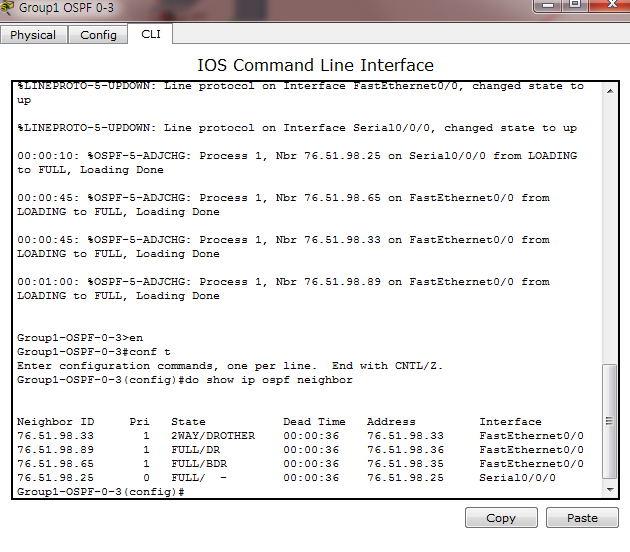 Group1 OSPF 0-3
Physical Config CLI
IOS Command Line Interface
%LINEPROTO-5-UPDOWN: Line protocol on Interface FastEthernet0/0, changed state to
up
%LINEPROTO-5-UPDOWN: Line protocol on Interface Serial0/0/0, changed state to up
00:00:10: %OSPF-5-ADJCHG: Process 1, Nbr 76.51.98.25 on Serial0/0/0 from LOADING
to FULL, Loading Done
00:00:45: %OSPF-5-ADJCHG: Process 1, Nbr 76.51.98.65 on FastEthernet0/0 from
LOADING to FULL, Loading Done
00:00:45: %OSPF-5-ADJCHG: Process 1, Nbr 76.51.98.33 on FastEthernet0/0 from
LOADING to FULL, Loading Done
00:01:00: %OSPF-5-ADJCHG: Process 1, Nbr 76.51.98.89 on FastEthernet0/0 from
LOADING to FULL, Loading Done
Group1-OSPF-0-3>en
Group1-OSPF-0-3#conf t
Enter configuration commands, one per line.  End with CNTL/Z.
Group1-OSPF-0-3(config)#do show ip ospf neighbor
Neighbor ID     Pri   State           Dead Time   Address         Interface
76.51.98.33       1   2WAY/DROTHER    00:00:36    76.51.98.33     FastEthernet0/0
76.51.98.89       1   FULL/DR         00:00:36    76.51.98.36     FastEthernet0/0
76.51.98.65       1   FULL/BDR        00:00:36    76.51.98.35     FastEthernet0/0
76.51.98.25       0   FULL/  -        00:00:36    76.51.98.25     Serial0/0/0
Group1-OSPF-0-3(config)#
Copy Paste